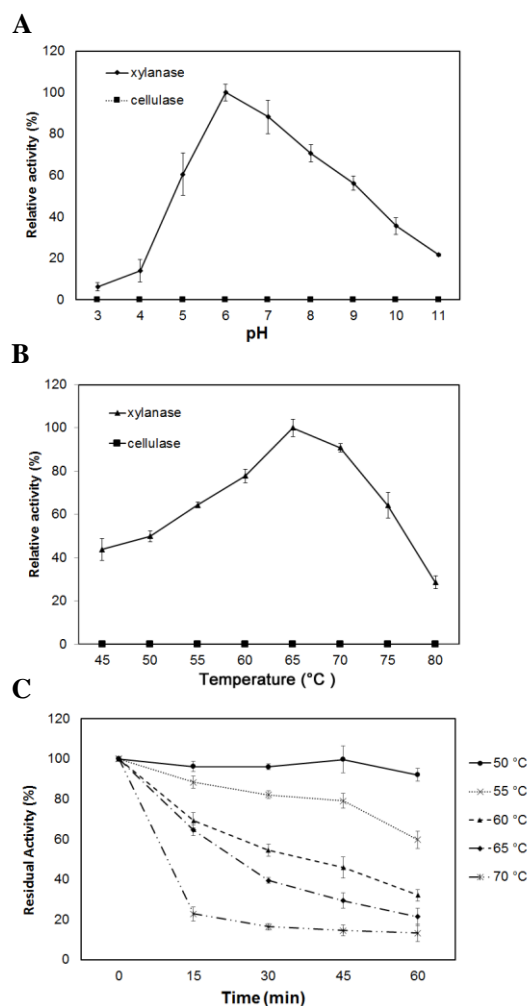 A
120
100
80
60
40
20
0
Relative activity (%)
xylanase
cellulase
3 4 5 6 7 8 9 10 11
pH
B
120
100
80
60
40
20
0
Relative activity (%)
xylanase
cellulase
45 50 55 60 65 70 75 80
Temperature (°C )
C
120
100
80
60
40
20
0
Residual Activity (%)
0 15 30 45 60
Time (min)
50 °C
55 °C
60 °C
65 °C
70 °C